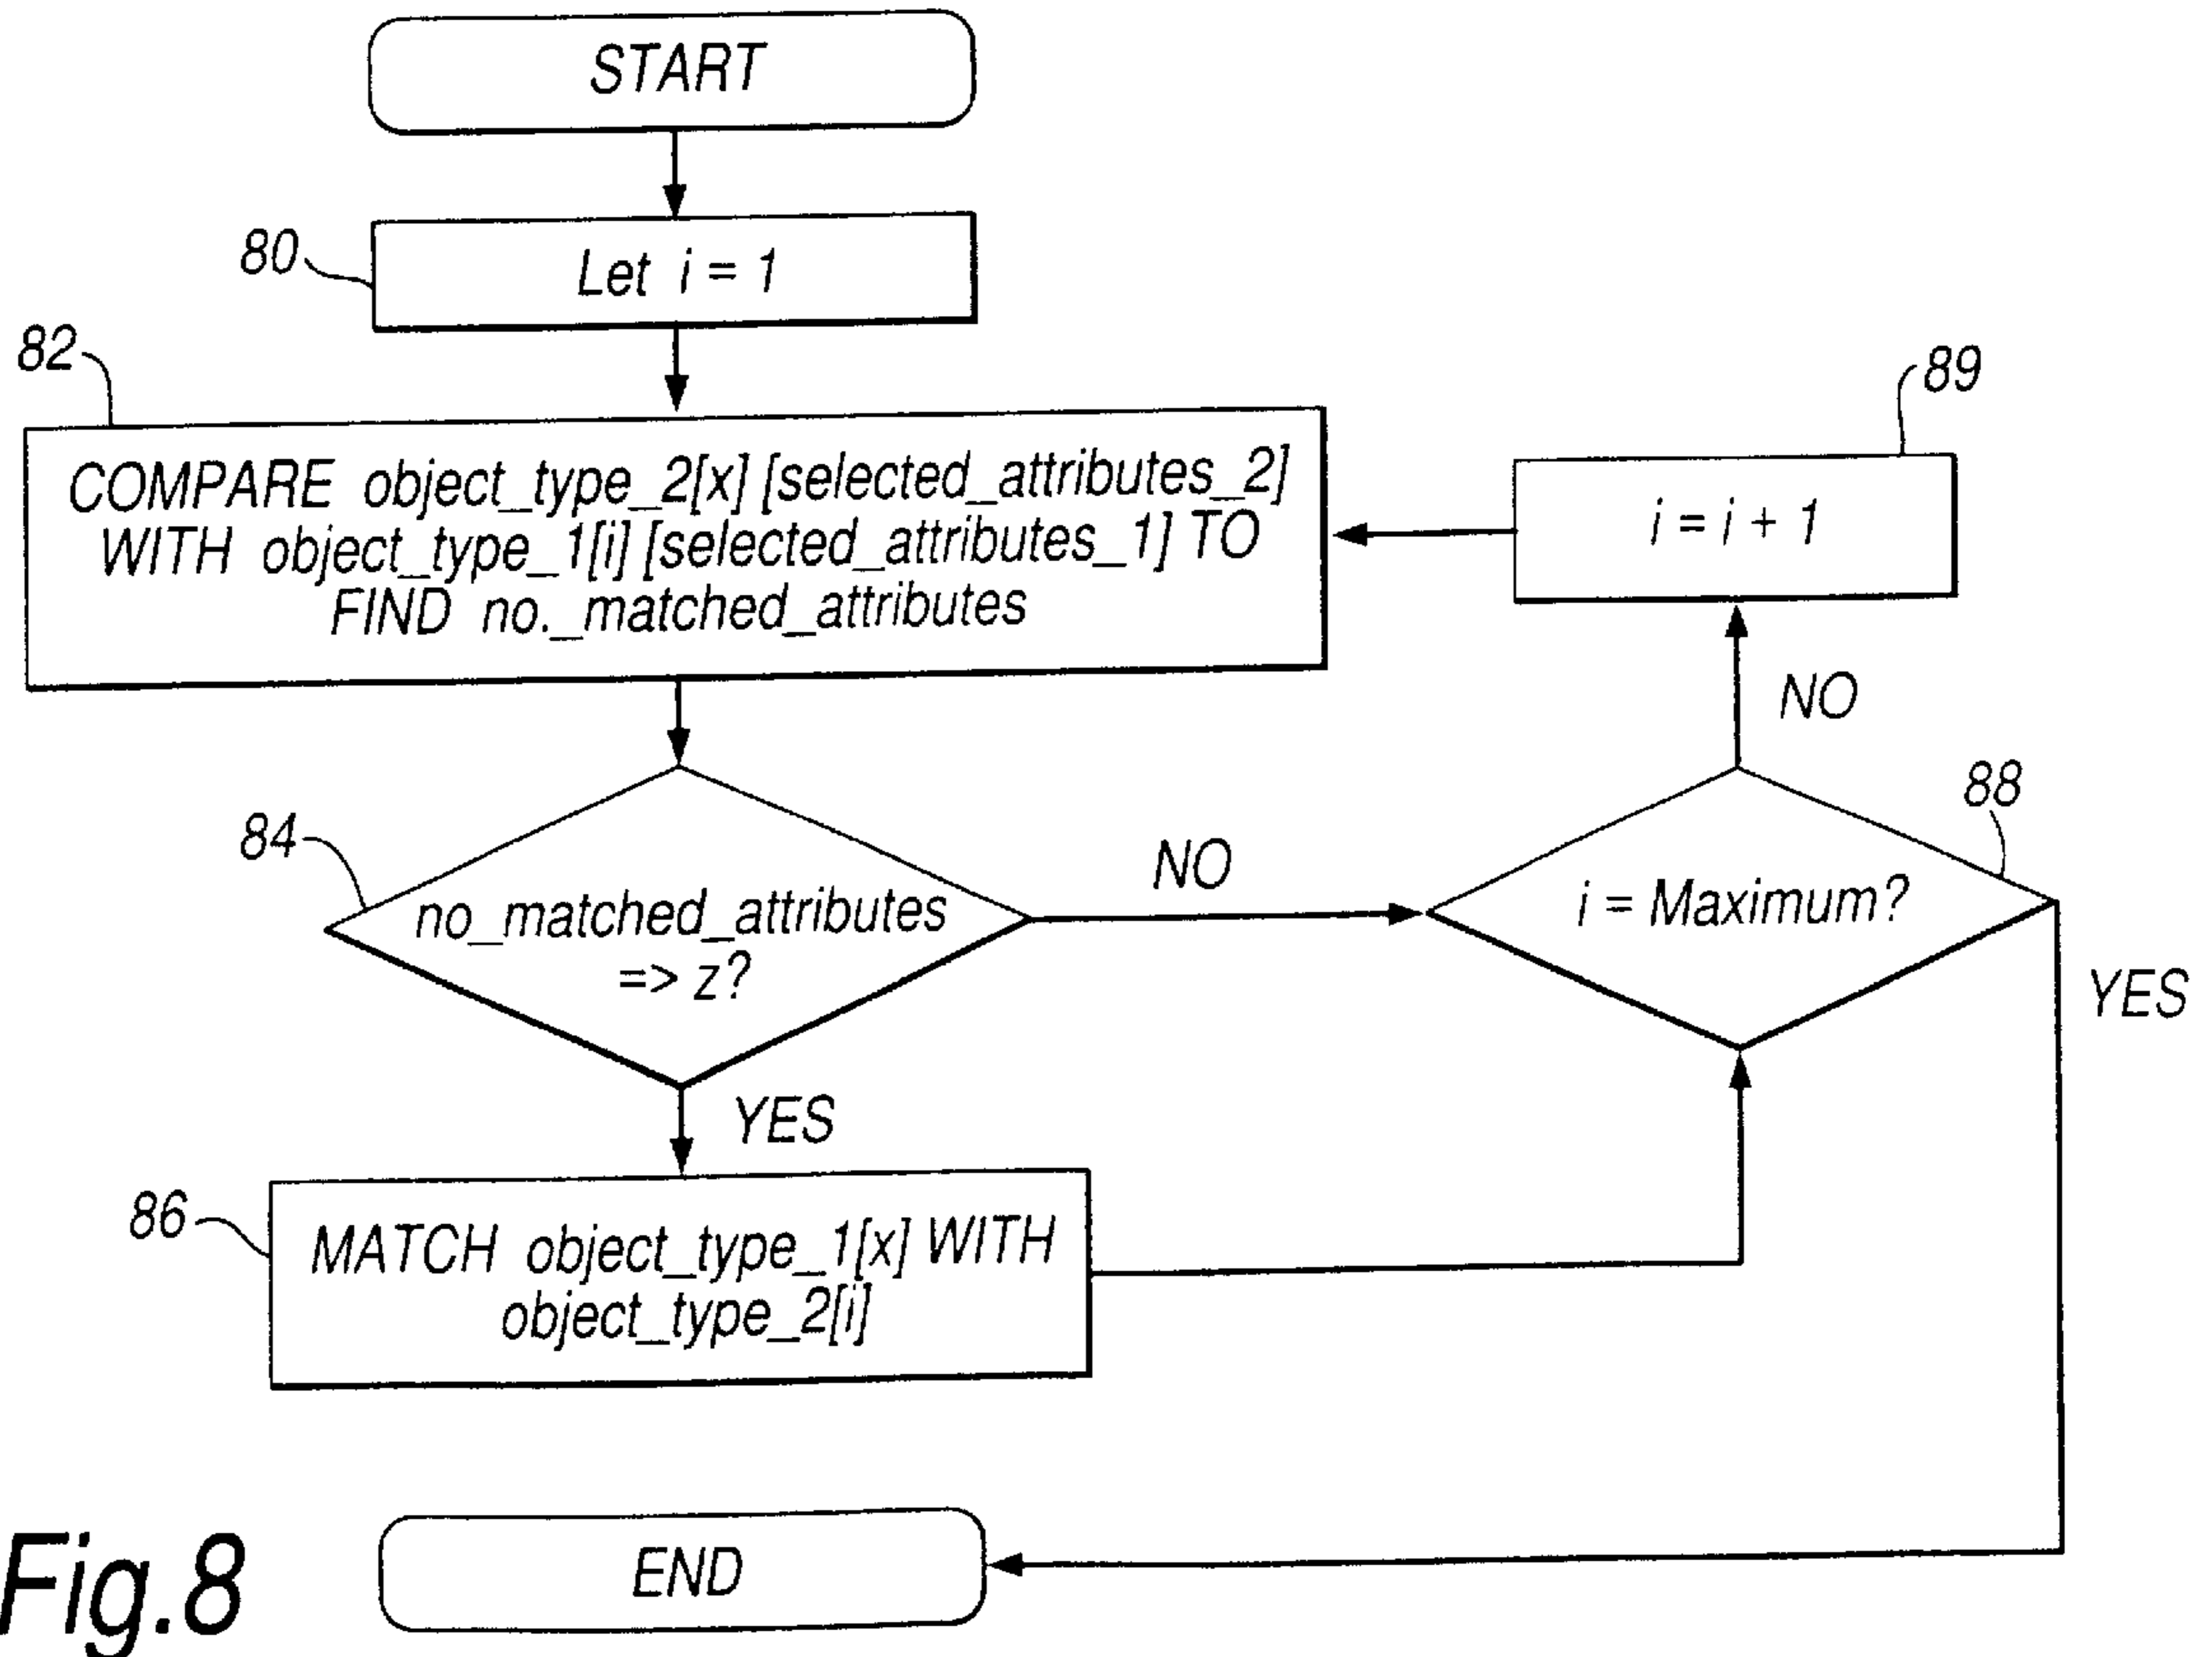 START
80
Let i = 1
82
COMPARE object_type_2[x] [selected_attributes_2]
WITH object_type_1[i] [selected_attributes_1] TO
FIND no._matched_attributes
89
i = i + 1
NO
84
no_matched_attributes
=> z?
NO
88
i = Maximum?
YES
YES
86
MATCH object_type_1[x] WITH
object_type_2[i]
END
Fig.8